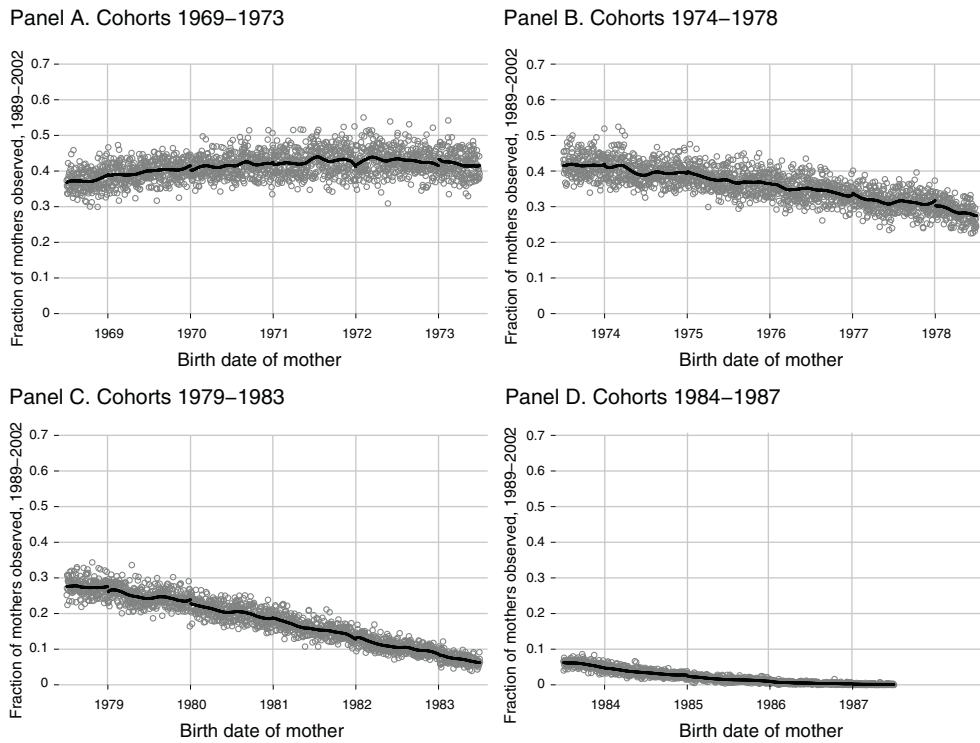 Panel A. Cohorts 1969–1973
Fraction of mothers observed, 1989–2002
0.7
0.6
0.5
0.4
0.3
0.2
0.1
0
1969 1970 1971 1972 1973
Birth date of mother
Panel B. Cohorts 1974–1978
Fraction of mothers observed, 1989–2002
0.7
0.6
0.5
0.4
0.3
0.2
0.1
0
1974 1975 1976 1977 1978
Birth date of mother
Panel C. Cohorts 1979–1983
Fraction of mothers observed, 1989–2002
0.7
0.6
0.5
0.4
0.3
0.2
0.1
0
1979 1980 1981 1982 1983
Birth date of mother
Panel D. Cohorts 1984–1987
Fraction of mothers observed, 1989–2002
0.7
0.6
0.5
0.4
0.3
0.2
0.1
0
1984 1985 1986 1987
Birth date of mother